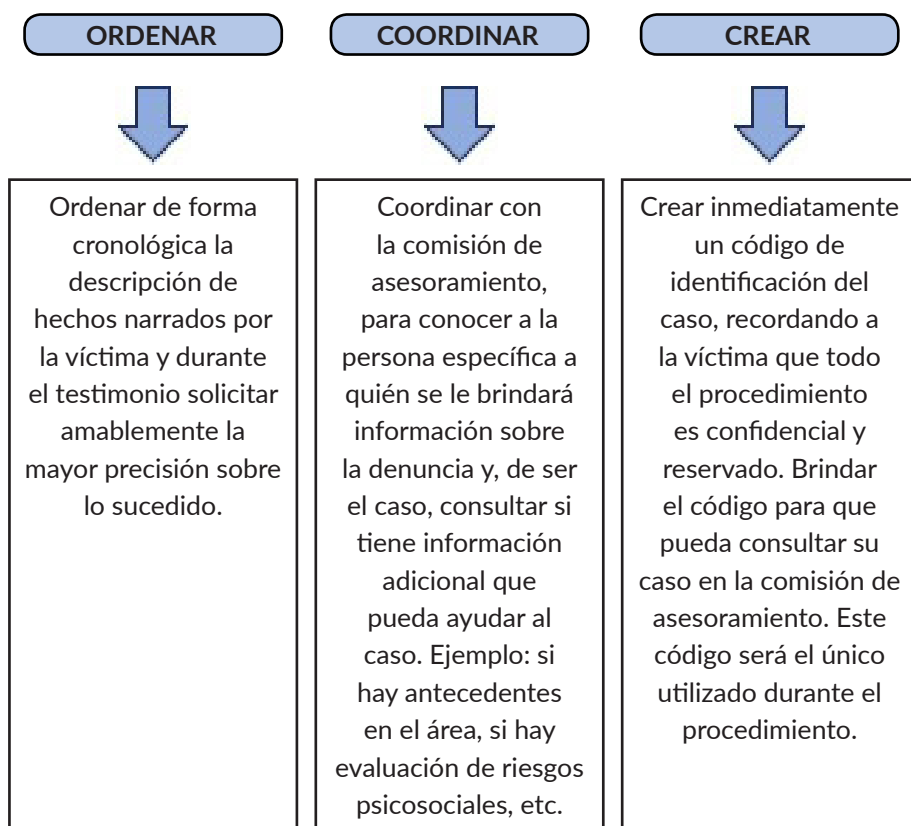 ORDENAR
Ordenar de forma
cronológica la
descripción de
hechos narrados por
la víctima y durante
el testimonio solicitar
amablemente la
mayor precisión sobre
lo sucedido.
COORDINAR
Coordinar con
la comisión de
asesoramiento,
para conocer a la
persona específica a
quién se le brindará
información sobre
la denuncia y, de ser
el caso, consultar si
tiene información
adicional que
pueda ayudar al
caso. Ejemplo: si
hay antecedentes
en el área, si hay
evaluación de riesgos
psicosociales, etc.
CREAR
Crear inmediatamente
un código de
identificación del
caso, recordando a
la víctima que todo
el procedimiento
es confidencial y
reservado. Brindar
el código para que
pueda consultar su
caso en la comisión de
asesoramiento. Este
código será el único
utilizado durante el
procedimiento.